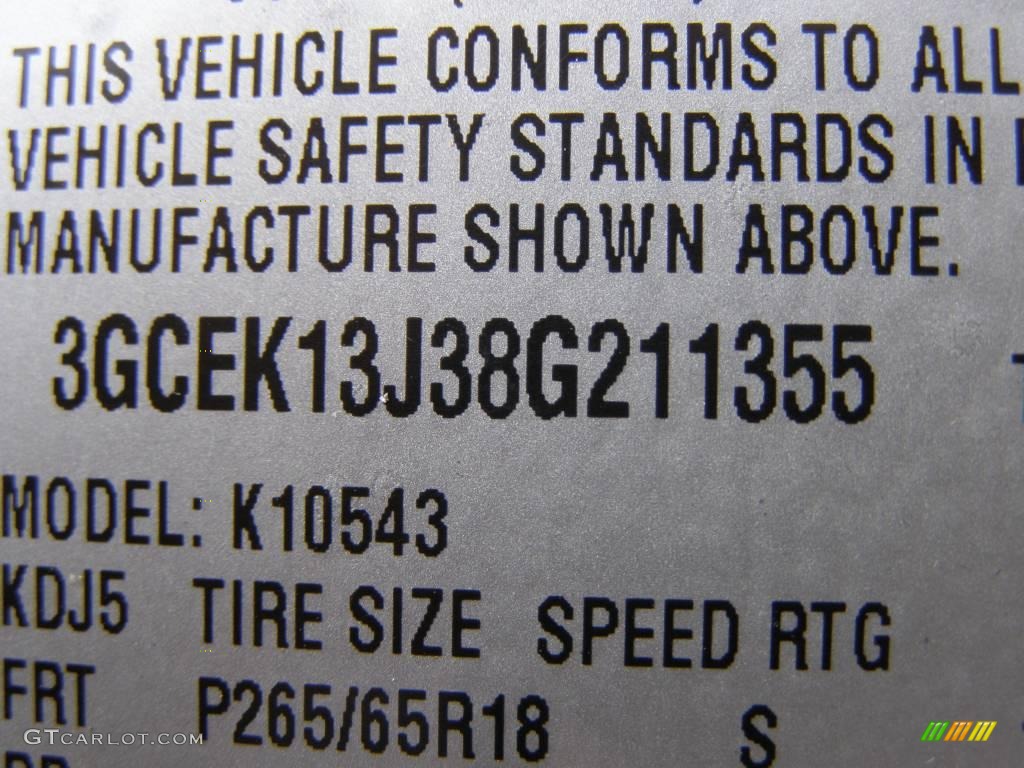 THIS VEHICLE CONFORMS TO ALL
VEHICLE SAFETY STANDARDS IN
MANUFACTURE SHOWN ABOVE.
3GCEK13J38G211355
MODEL: K10543
KDJ5 TIRE SIZE SPEED RTG
FRT P265/65R18 S
GTCARLOT.COM